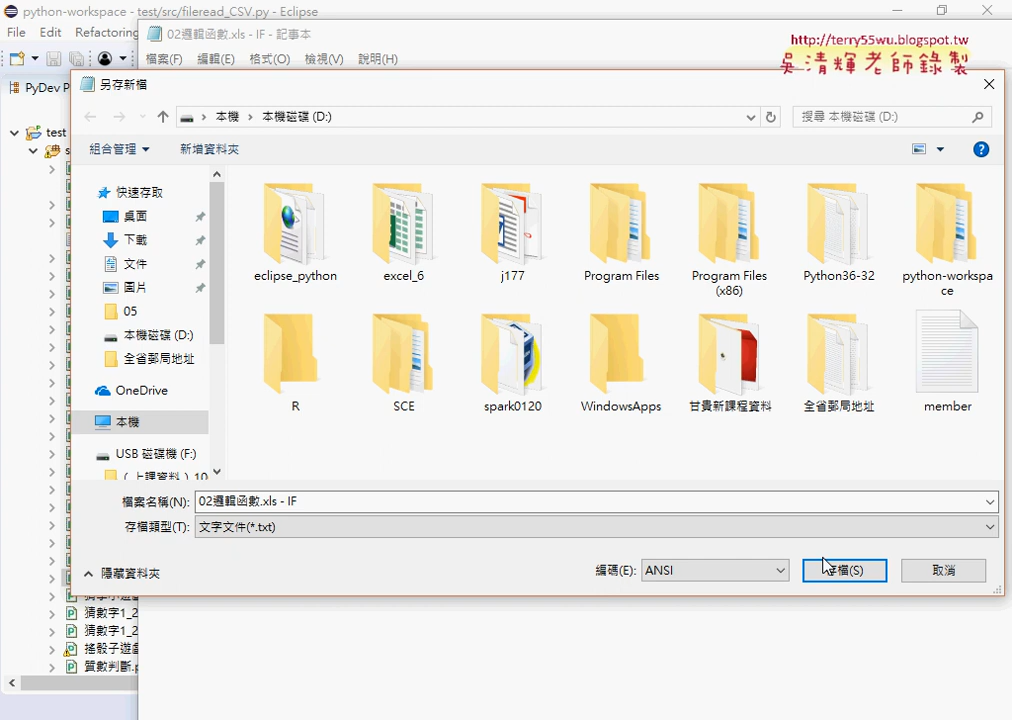 python-workspace - test/src/fileread_CSV.py - Eclipse
File Edit Refactoring
02邏輯函數.xls - IF - 記事本
檔案(F) 編輯(E) 格式(O) 檢視(V) 說明(H)
http://terry55wu.blogspot.tw
吳清輝老師錄製
PyDev P
test
s
另存新檔
本機 本機磁碟 (D:)
搜尋 本機磁碟 (D:)
組合管理 新增資料夾
快速存取
桌面
下載
文件
圖片
05
本機磁碟 (D:)
全省郵局地址
OneDrive
本機
USB 磁碟機 (F:)
(上課資料)10
eclipse_python
excel_6
j177
Program Files
Program Files
(x86)
Python36-32
python-workspa
ce
R
SCE
spark0120
WindowsApps
甘貴新課程資料
全省郵局地址
member
檔案名稱(N): 02邏輯函數.xls - IF
存檔類型(T): 文字文件(*.txt)
隱藏資料夾
編碼(E): ANSI
存檔(S)
取消
猜數字1_2
猜數字1_2
搖骰子遊戲
質數判斷.p